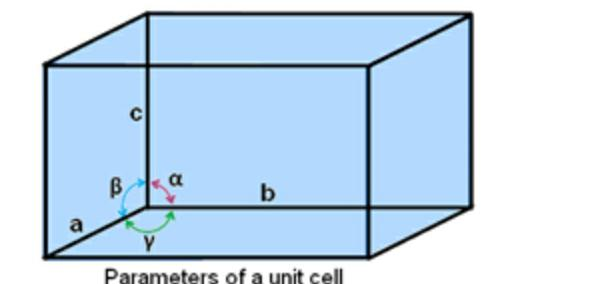 c
β α
a b
γ
Parameters of a unit cell